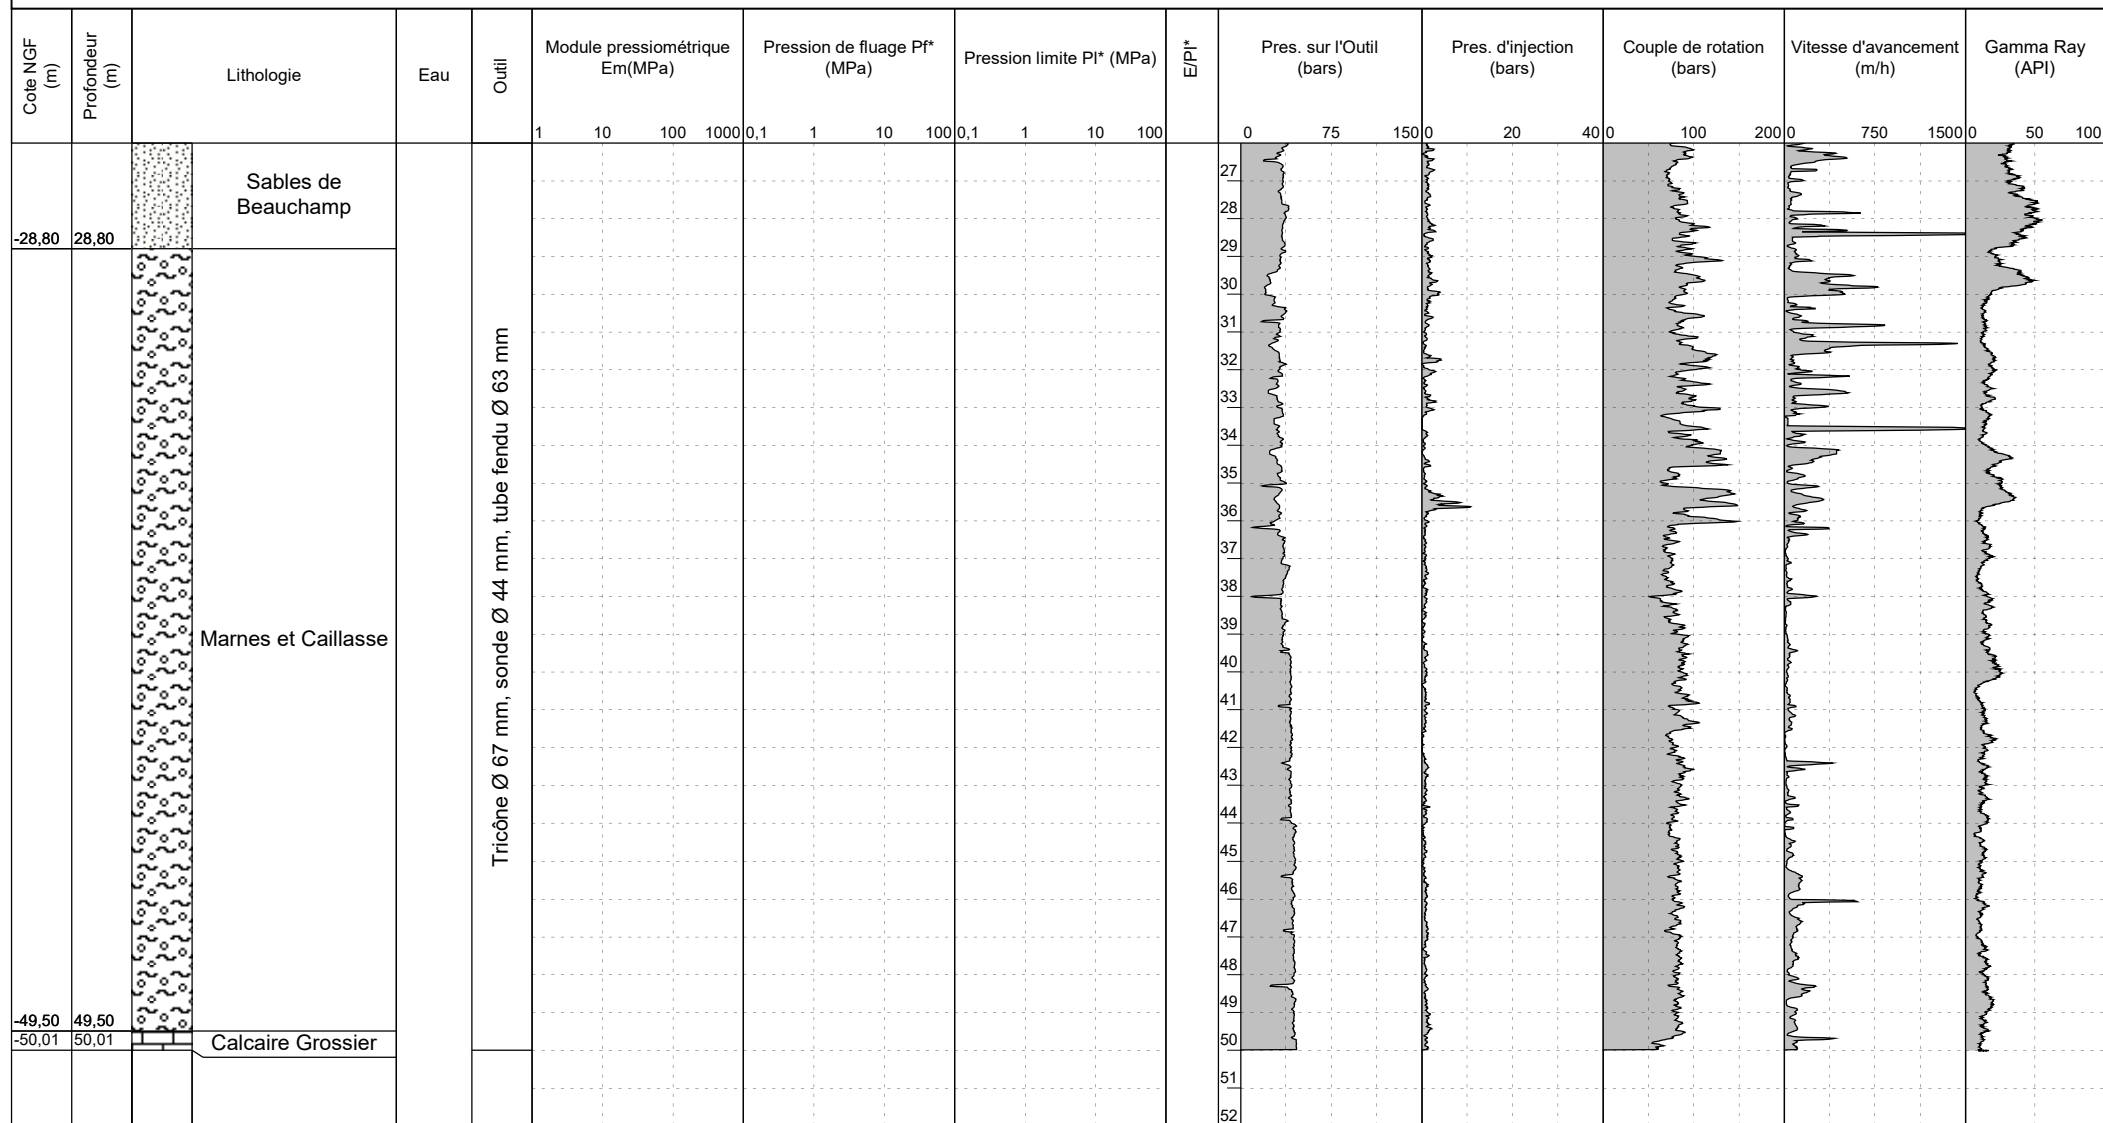 Cote NGF
(m)
Profondeur
(m)
Lithologie
Eau
Outil
Module pressiométrique
Em(MPa)
1 10 100 1000
Pression de fluage Pf*
(MPa)
0,1 1 10 100
Pression limite Pl* (MPa)
0,1 1 10 100
E/Pl*
Pres. sur l'Outil
(bars)
0 75 150
Pres. d'injection
(bars)
0 20 40
Couple de rotation
(bars)
0 100 200
Vitesse d'avancement
(m/h)
0 750 1500
Gamma Ray
(API)
0 50 100
Sables de
Beauchamp
-28,80 28,80
Marnes et Caillasse
-49,50 49,50
-50,01 50,01
Calcaire Grossier
Tricône Ø 67 mm, sonde Ø 44 mm, tube fendu Ø 63 mm
27
28
29
30
31
32
33
34
35
36
37
38
39
40
41
42
43
44
45
46
47
48
49
50
51
52